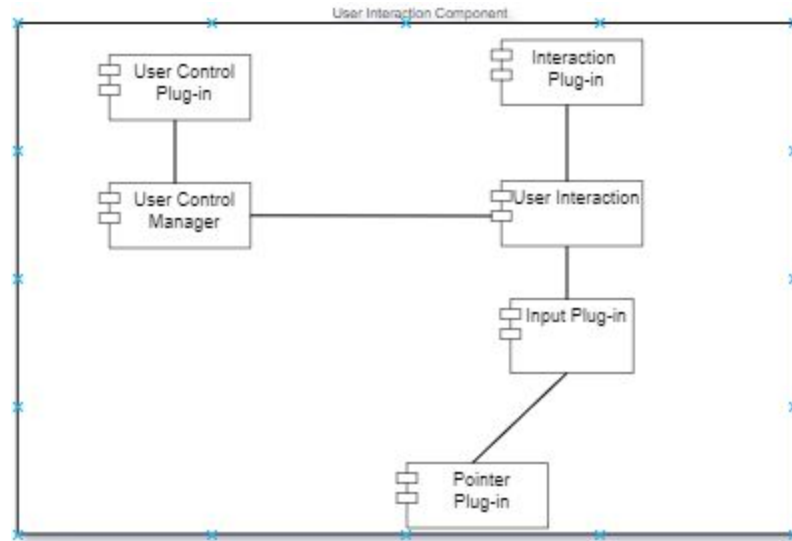 User Interaction Component
User Control
Plug-in
Interaction
Plug-in
User Control
Manager
User Interaction
Input Plug-in
Pointer
Plug-in